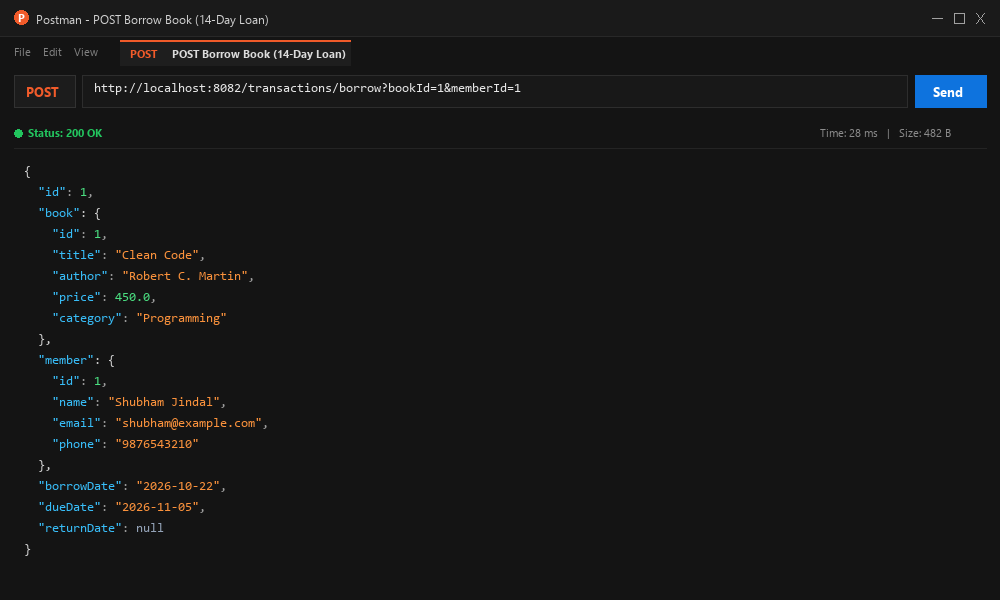 P Postman - POST Borrow Book (14-Day Loan)
File Edit View POST POST Borrow Book (14-Day Loan)
POST http://localhost:8082/transactions/borrow?bookId=1&memberId=1 Send
Status: 200 OK Time: 28 ms | Size: 482 B
{
  "id": 1,
  "book": {
    "id": 1,
    "title": "Clean Code",
    "author": "Robert C. Martin",
    "price": 450.0,
    "category": "Programming"
  },
  "member": {
    "id": 1,
    "name": "Shubham Jindal",
    "email": "shubham@example.com",
    "phone": "9876543210"
  },
  "borrowDate": "2026-10-22",
  "dueDate": "2026-11-05",
  "returnDate": null
}